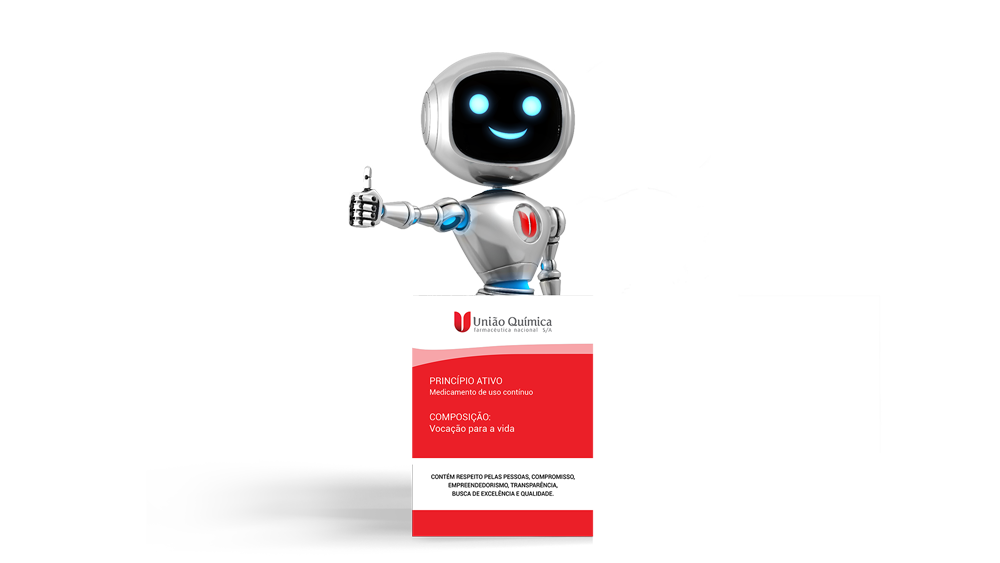 União Química
farmacêutica nacional S/A
PRINCÍPIO ATIVO
Medicamento de uso contínuo
COMPOSIÇÃO:
Vocação para a vida
CONTÉM RESPEITO PELAS PESSOAS, COMPROMISSO,
EMPREENDEDORISMO, TRANSPARÊNCIA,
BUSCA DE EXCELÊNCIA E QUALIDADE.